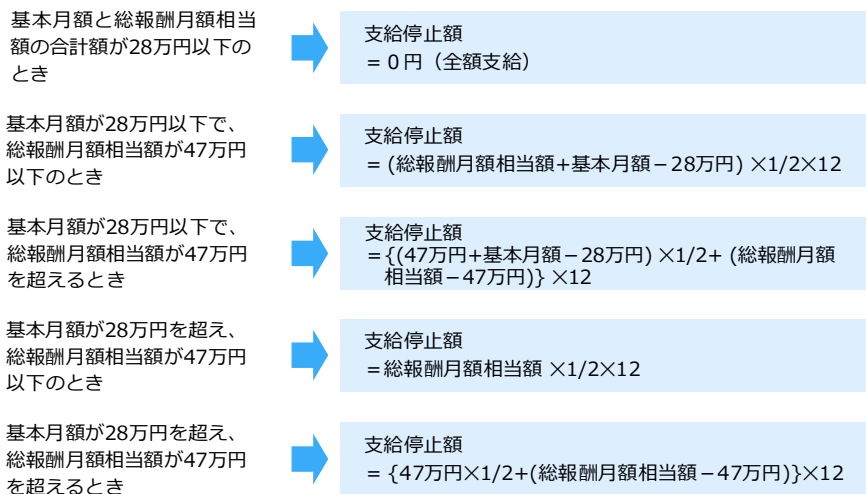 基本月額と総報酬月額相当
額の合計額が28万円以下の
とき
支給停止額
＝０円（全額支給）
基本月額が28万円以下で、
総報酬月額相当額が47万円
以下のとき
支給停止額
＝(総報酬月額相当額+基本月額－28万円) ×1/2×12
基本月額が28万円以下で、
総報酬月額相当額が47万円
を超えるとき
支給停止額
＝{(47万円+基本月額－28万円) ×1/2+ (総報酬月額
相当額－47万円)} ×12
基本月額が28万円を超え、
総報酬月額相当額が47万円
以下のとき
支給停止額
＝総報酬月額相当額 ×1/2×12
基本月額が28万円を超え、
総報酬月額相当額が47万円
を超えるとき
支給停止額
＝ {47万円×1/2+(総報酬月額相当額－47万円)}×12